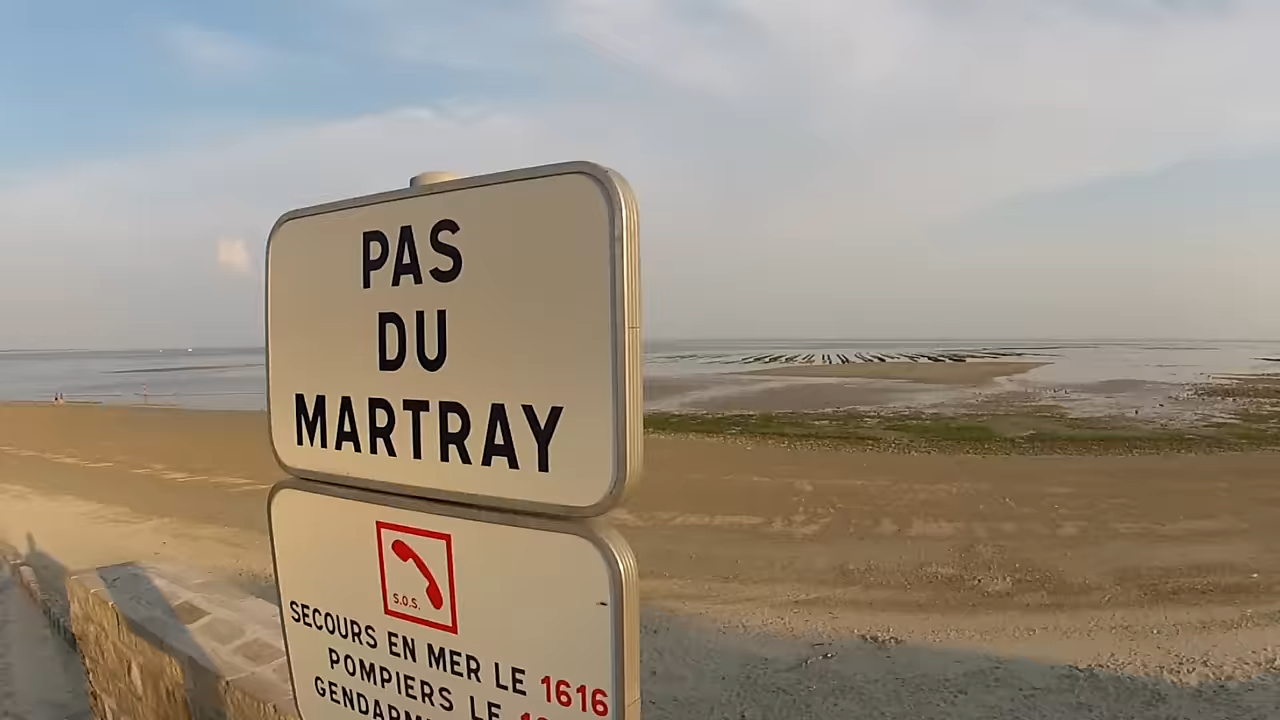 PAS
DU
MARTRAY
S.O.S.
SECOURS EN MER LE 1616
POMPIERS LE